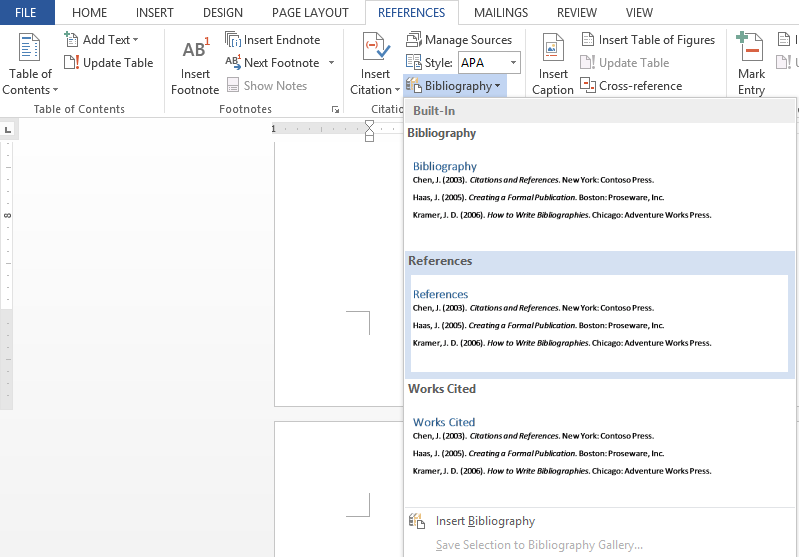 FILE HOME INSERT DESIGN PAGE LAYOUT REFERENCES MAILINGS REVIEW VIEW
Table of
Contents
Add Text
Update Table
Table of Contents
AB1
Insert
Footnote
Insert Endnote
AB1 Next Footnote
Show Notes
Footnotes
Insert
Citation
Manage Sources
Style: APA
Bibliography
Citatio
Insert
Caption
Insert Table of Figures
Update Table
Cross-reference
Mark
Entry
Built-In
Bibliography
Bibliography
Chen, J. (2003). Citations and References. New York: Contoso Press.
Haas, J. (2005). Creating a Formal Publication. Boston: Proseware, Inc.
Kramer, J. D. (2006). How to Write Bibliographies. Chicago: Adventure Works Press.
References
References
Chen, J. (2003). Citations and References. New York: Contoso Press.
Haas, J. (2005). Creating a Formal Publication. Boston: Proseware, Inc.
Kramer, J. D. (2006). How to Write Bibliographies. Chicago: Adventure Works Press.
Works Cited
Works Cited
Chen, J. (2003). Citations and References. New York: Contoso Press.
Haas, J. (2005). Creating a Formal Publication. Boston: Proseware, Inc.
Kramer, J. D. (2006). How to Write Bibliographies. Chicago: Adventure Works Press.
Insert Bibliography
Save Selection to Bibliography Gallery...
L
1
8